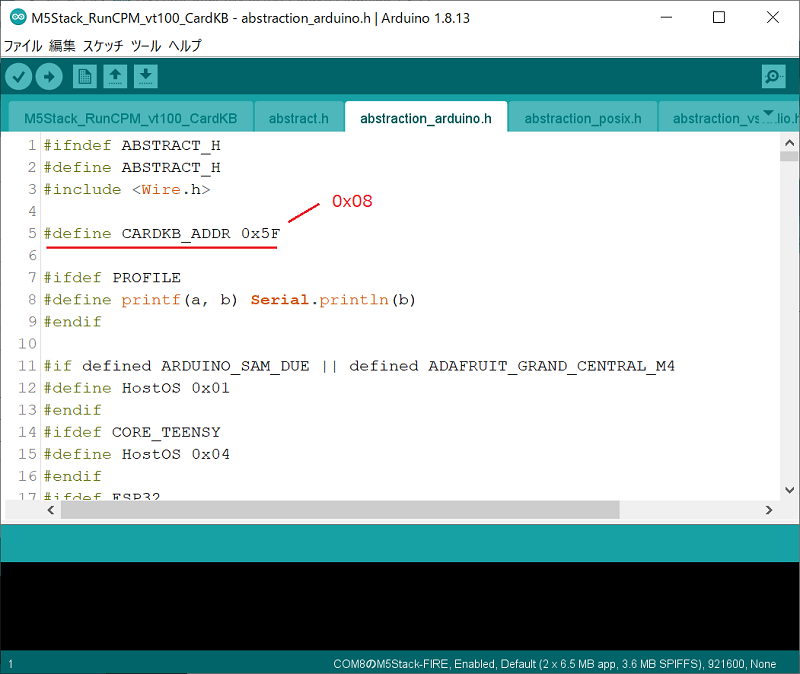 M5Stack_RunCPM_vt100_CardKB - abstraction_arduino.h | Arduino 1.8.13
ファイル 編集 スケッチ ツール ヘルプ
M5Stack_RunCPM_vt100_CardKB abstract.h abstraction_arduino.h abstraction_posix.h
1 #ifndef ABSTRACT_H
2 #define ABSTRACT_H
3 #include <Wire.h>
0x08
4
5 #define CARDKB_ADDR 0x5F
6
7 #ifdef PROFILE
8 #define printf(a, b) Serial.println(b)
9 #endif
10
11 #if defined ARDUINO_SAM_DUE || defined ADAFRUIT_GRAND_CENTRAL_M4
12 #define HostOS 0x01
13 #endif
14 #ifdef CORE_TEENSY
15 #define HostOS 0x04
16 #endif
17 #ifdef ESP32
1 COM8のM5Stack-FIRE, Enabled, Default (2 x 6.5 MB app, 3.6 MB SPIFFS), 921600, None